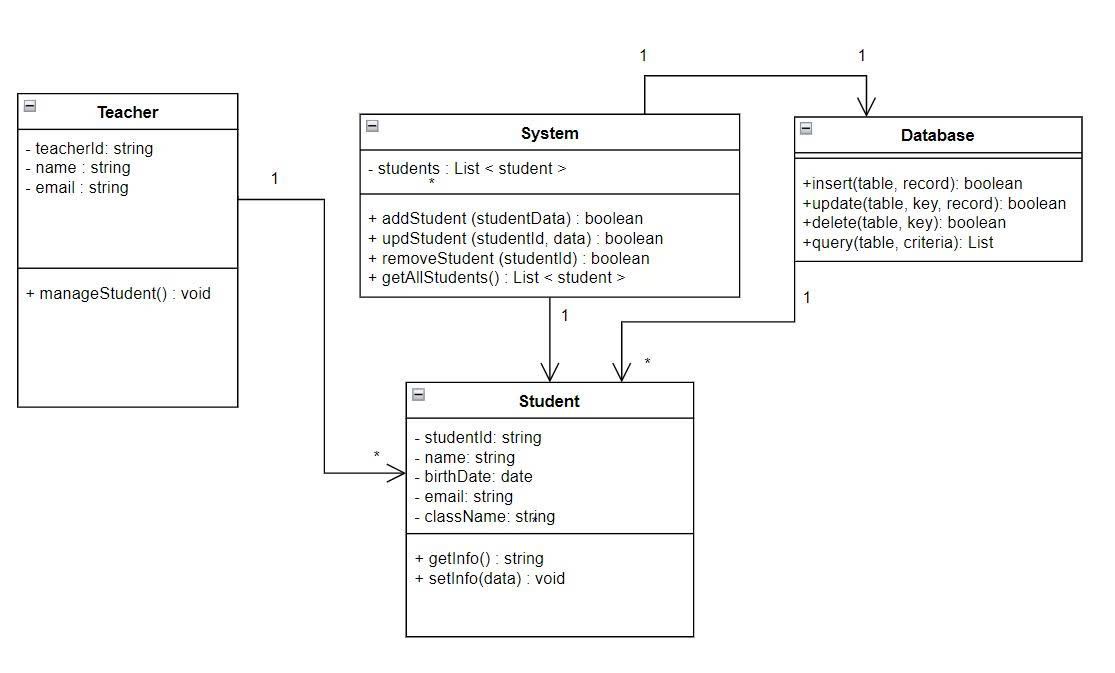 1
1
Teacher
- teacherId: string
- name : string
- email : string
+ manageStudent() : void
1
System
- students : List < student >
*
+ addStudent (studentData) : boolean
+ updStudent (studentId, data) : boolean
+ removeStudent (studentId) : boolean
+ getAllStudents() : List < student >
Database
+insert(table, record): boolean
+update(table, key, record): boolean
+delete(table, key): boolean
+query(table, criteria): List
1
1
*
*
Student
- studentId: string
- name: string
- birthDate: date
- email: string
- className: string
+ getInfo() : string
+ setInfo(data) : void